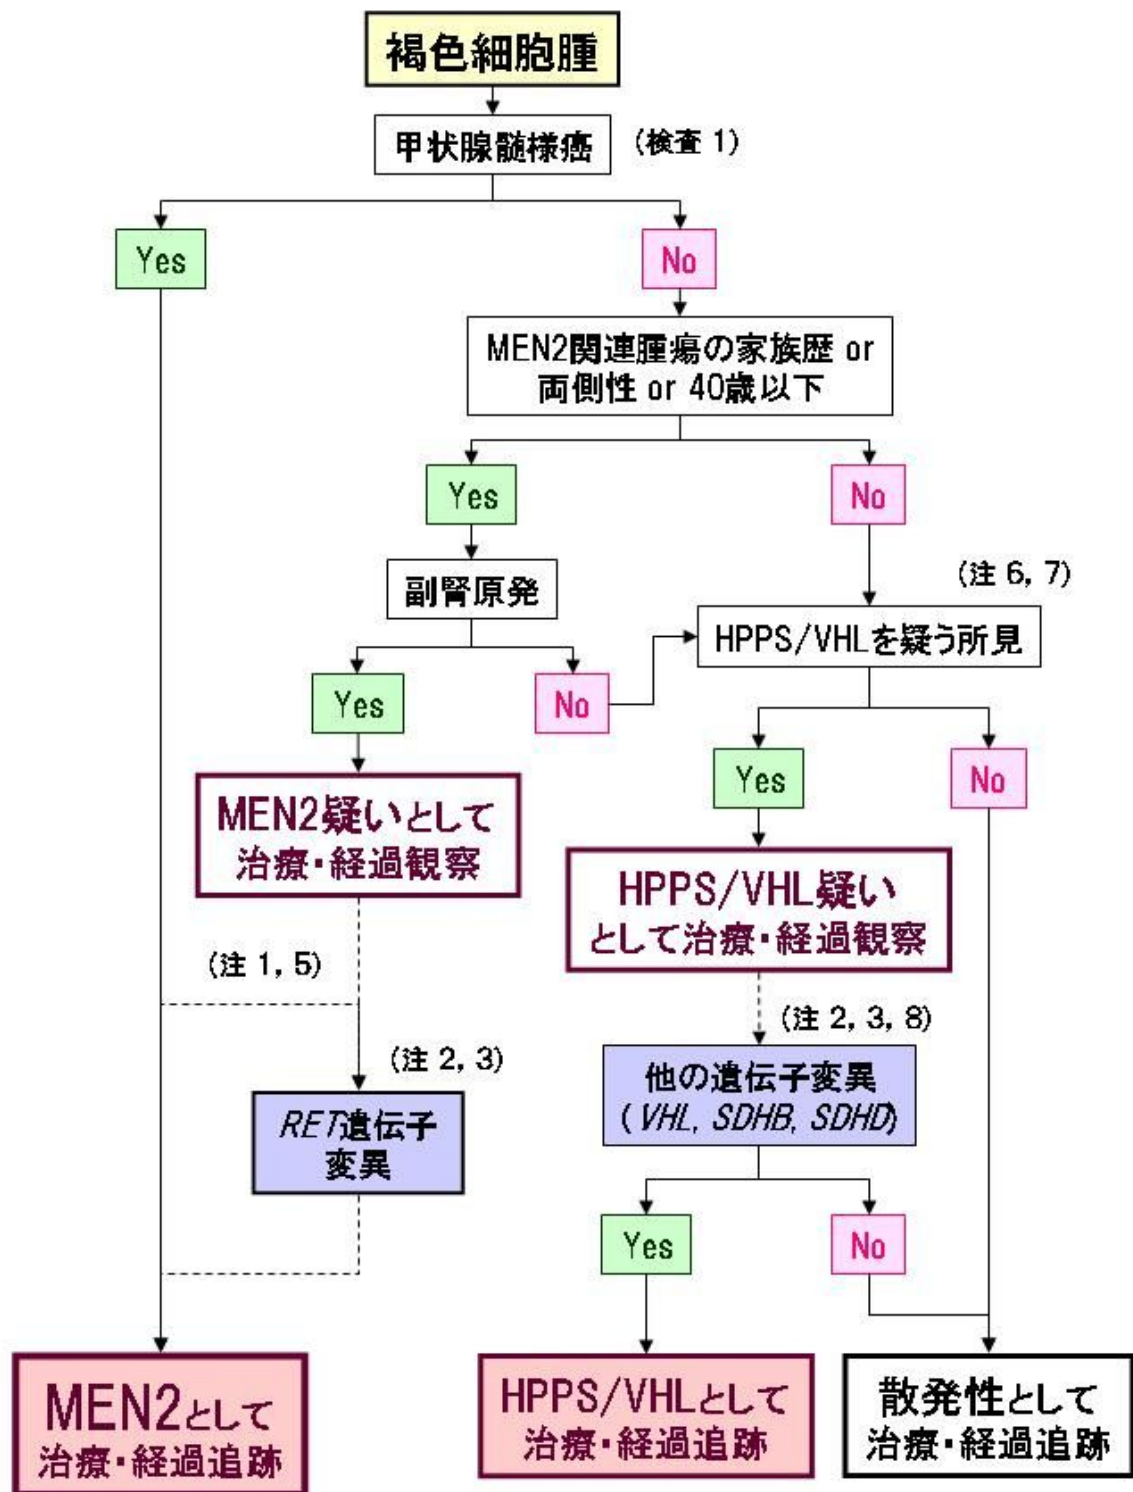 褐色細胞腫
甲状腺髄様癌
(検査 1)
Yes
No
MEN2関連腫瘍の家族歴 or
両側性 or 40歳以下
Yes
No
副腎原発
(注 6, 7)
HPPS/VHLを疑う所見
Yes
No
Yes
No
MEN2疑いとして
治療・経過観察
HPPS/VHL疑い
として治療・経過観察
(注 1, 5)
(注 2, 3)
(注 2, 3, 8)
RET遺伝子
変異
他の遺伝子変異
(VHL, SDHB, SDHD)
Yes
No
MEN2として
治療・経過追跡
HPPS/VHLとして
治療・経過追跡
散発性として
治療・経過追跡